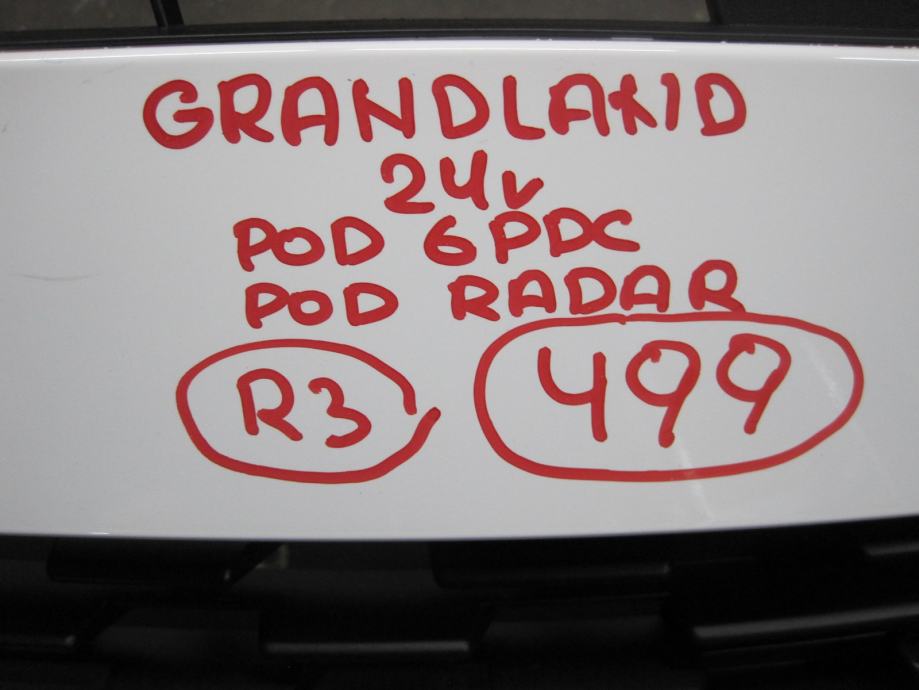 GRANDLAND
24v
POD 6PDC
POD RADAR
R3 499